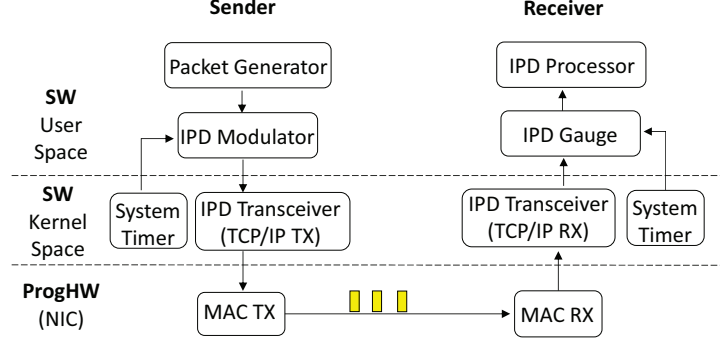 Sender
Receiver
Packet Generator
IPD Processor
SW
User
Space
IPD Modulator
IPD Gauge
SW
Kernel
Space
System
Timer
IPD Transceiver
(TCP/IP TX)
IPD Transceiver
(TCP/IP RX)
System
Timer
ProgHW
(NIC)
MAC TX
MAC RX